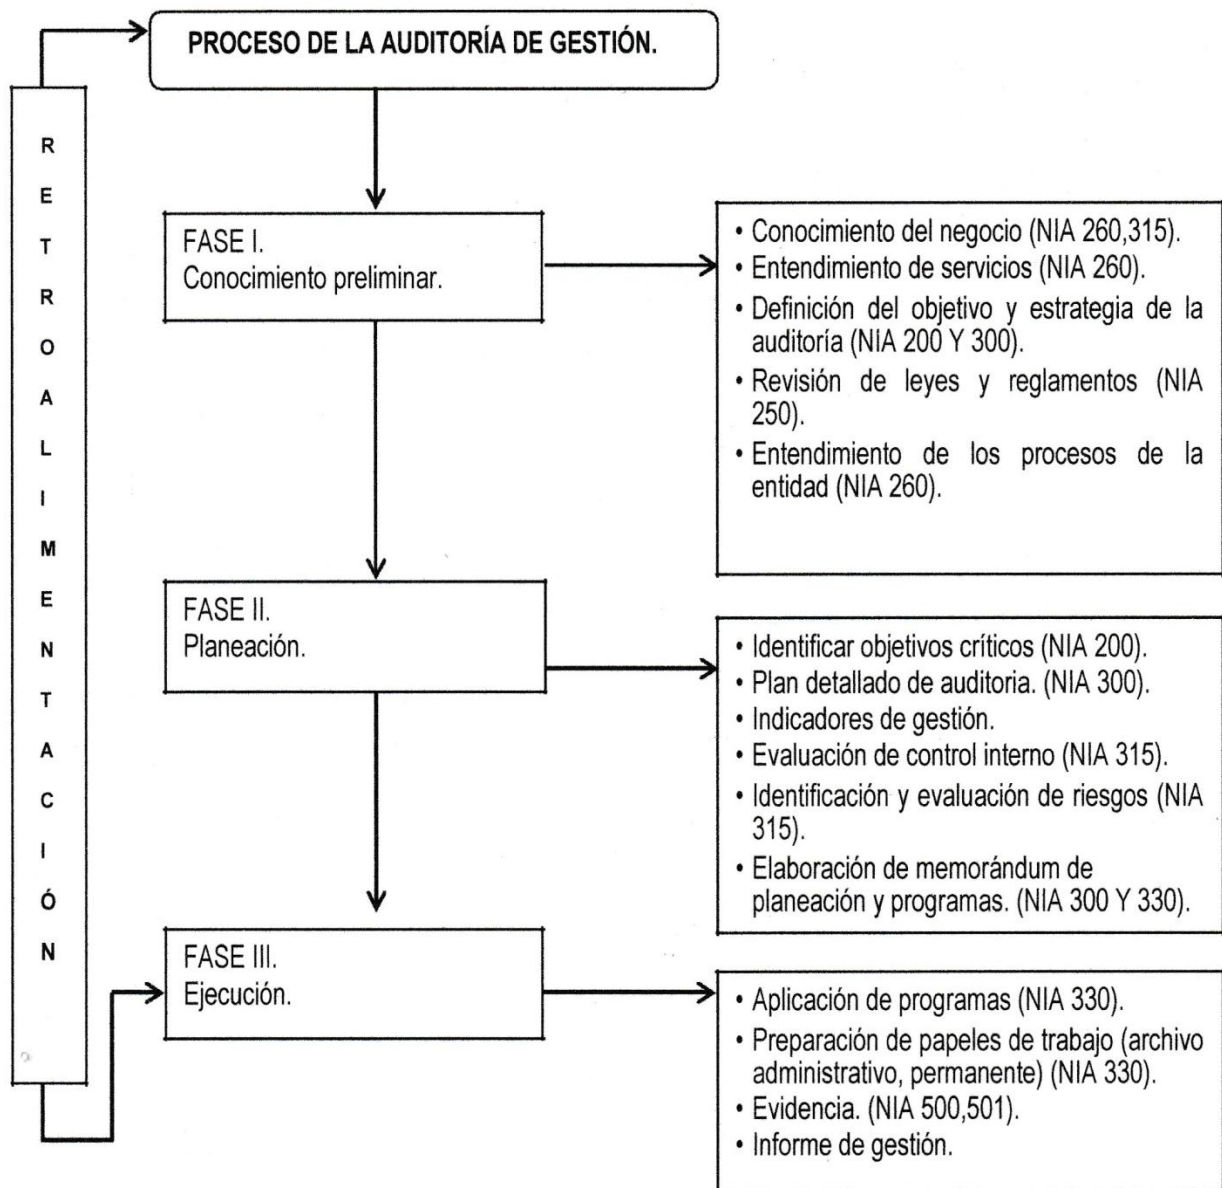 PROCESO DE LA AUDITORÍA DE GESTIÓN.
R
E
T
R
O
A
L
I
M
E
N
T
A
C
I
Ó
N
FASE I.
Conocimiento preliminar.
• Conocimiento del negocio (NIA 260,315).
• Entendimiento de servicios (NIA 260).
• Definición del objetivo y estrategia de la
auditoría (NIA 200 Y 300).
• Revisión de leyes y reglamentos (NIA
250).
• Entendimiento de los procesos de la
entidad (NIA 260).
FASE II.
Planeación.
• Identificar objetivos críticos (NIA 200).
• Plan detallado de auditoria. (NIA 300).
• Indicadores de gestión.
• Evaluación de control interno (NIA 315).
• Identificación y evaluación de riesgos (NIA
315).
• Elaboración de memorándum de
planeación y programas. (NIA 300 Y 330).
FASE III.
Ejecución.
• Aplicación de programas (NIA 330).
• Preparación de papeles de trabajo (archivo
administrativo, permanente) (NIA 330).
• Evidencia. (NIA 500,501).
• Informe de gestión.